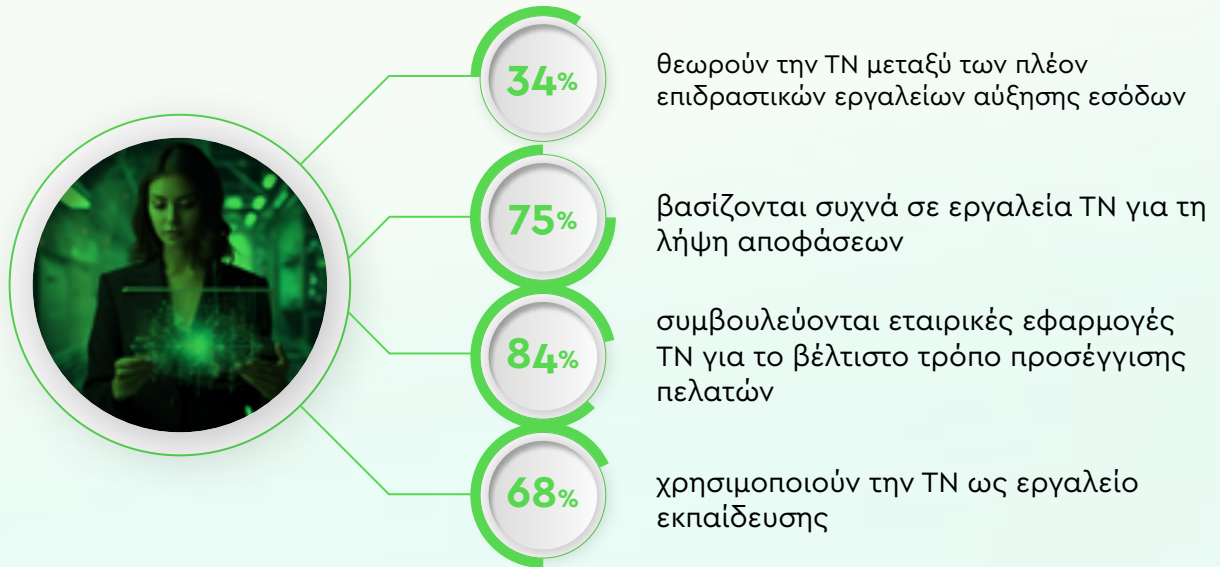 34%
θεωρούν την ΤΝ μεταξύ των πλέον
επιδραστικών εργαλείων αύξησης εσόδων
75%
βασίζονται συχνά σε εργαλεία ΤΝ για τη
λήψη αποφάσεων
84%
συμβουλεύονται εταιρικές εφαρμογές
ΤΝ για το βέλτιστο τρόπο προσέγγισης
πελατών
68%
χρησιμοποιούν την ΤΝ ως εργαλείο
εκπαίδευσης